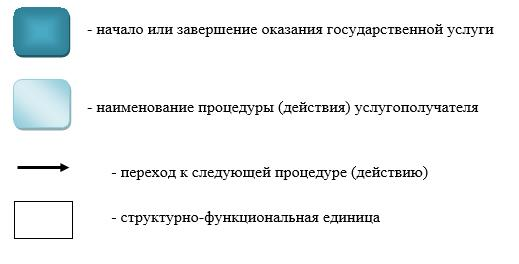 - начало или завершение оказания государственной услуги
- наименование процедуры (действия) услугополучателя
- переход к следующей процедуре (действию)
- структурно-функциональная единица